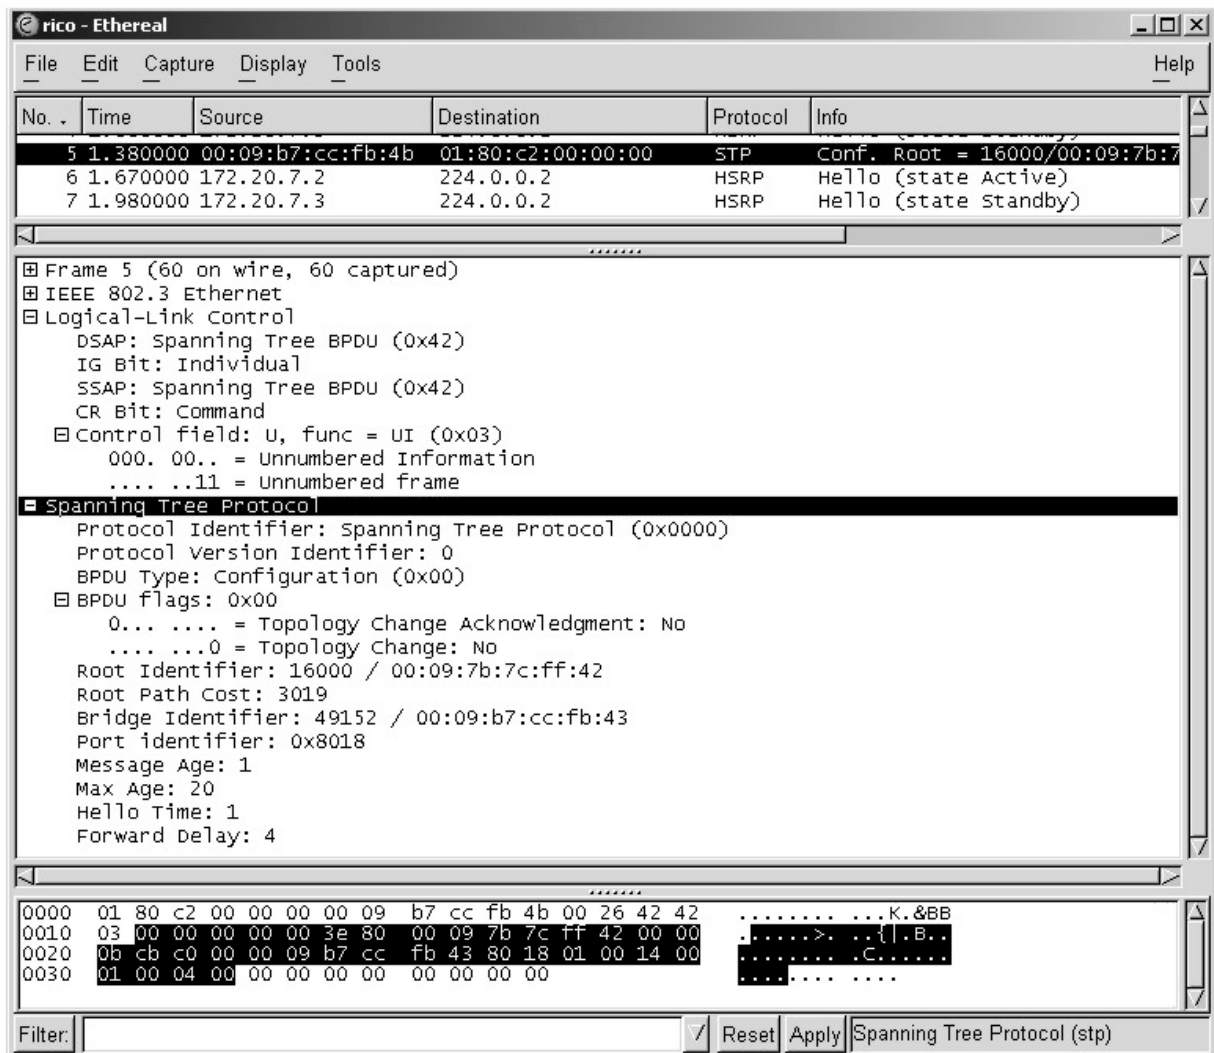 rico - Ethereal
File Edit Capture Display Tools Help
No. Time Source Destination Protocol Info
5 1.380000 00:09:b7:cc:fb:4b 01:80:c2:00:00:00 STP Conf. Root = 16000/00:09:7b:7
6 1.670000 172.20.7.2 224.0.0.2 HSRP Hello (state Active)
7 1.980000 172.20.7.3 224.0.0.2 HSRP Hello (state Standby)
Frame 5 (60 on wire, 60 captured)
IEEE 802.3 Ethernet
Logical-Link Control
DSAP: Spanning Tree BPDU (0x42)
IG Bit: Individual
SSAP: Spanning Tree BPDU (0x42)
CR Bit: Command
Control field: U, func = UI (0x03)
000. 00.. = Unnumbered Information
.... ..11 = Unnumbered frame
Spanning Tree Protocol
Protocol Identifier: Spanning Tree Protocol (0x0000)
Protocol Version Identifier: 0
BPDU Type: Configuration (0x00)
BPDU flags: 0x00
0... .... = Topology Change Acknowledgment: No
.... ...0 = Topology Change: No
Root Identifier: 16000 / 00:09:7b:7c:ff:42
Root Path Cost: 3019
Bridge Identifier: 49152 / 00:09:b7:cc:fb:43
Port identifier: 0x8018
Message Age: 1
Max Age: 20
Hello Time: 1
Forward Delay: 4
0000 01 80 c2 00 00 00 00 09 b7 cc fb 4b 00 26 42 42 ........ ...K.&BB
0010 03 00 00 00 00 00 3e 80 00 09 7b 7c ff 42 00 00 ......>. ..{|.B..
0020 0b cb c0 00 00 09 b7 cc fb 43 80 18 01 00 14 00 ........ .C......
0030 01 00 04 00 00 00 00 00 00 00 00 00 ........ ....
Filter: Reset Apply Spanning Tree Protocol (stp)